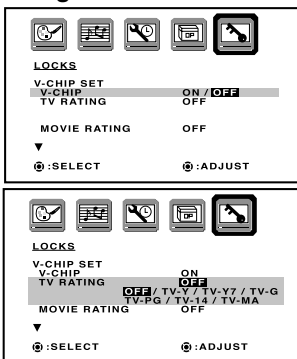 LOCKS
V-CHIP SET
V-CHIP ON / OFF
TV RATING OFF
MOVIE RATING OFF
▼
:SELECT :ADJUST
LOCKS
V-CHIP SET
V-CHIP ON
TV RATING OFF
OFF / TV-Y / TV-Y7 / TV-G
TV-PG / TV-14 / TV-MA
MOVIE RATING OFF
▼
:SELECT :ADJUST